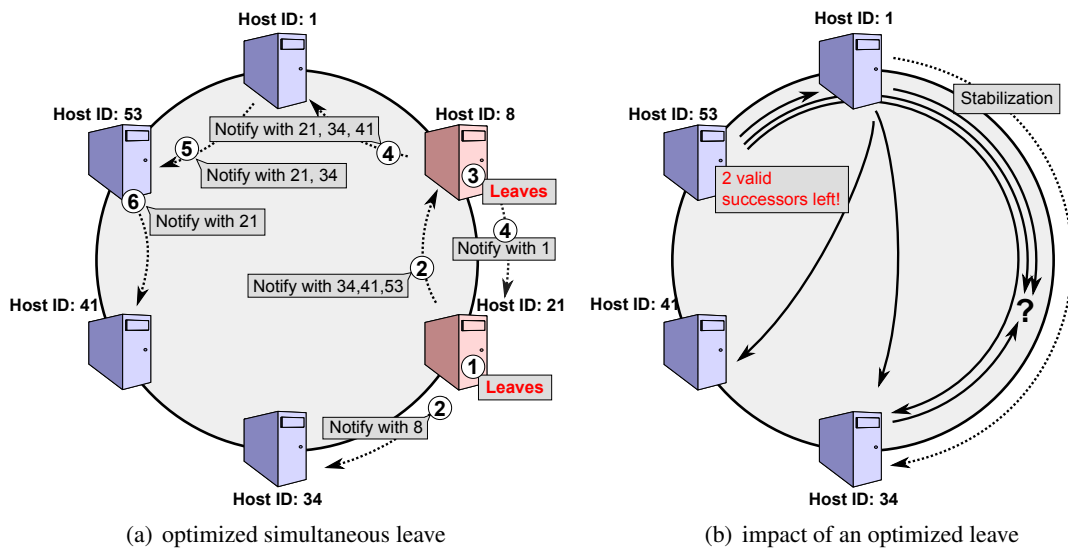 Host ID: 1
Host ID: 53
Host ID: 8
Notify with 21, 34, 41
5
4
Notify with 21, 34
3
Leaves
6
Notify with 21
4
Notify with 1
2
Notify with 34,41,53
Host ID: 41
Host ID: 21
1
Leaves
2
Notify with 8
Host ID: 34
(a) optimized simultaneous leave
Host ID: 1
Stabilization
Host ID: 53
2 valid
successors left!
Host ID: 41
?
Host ID: 34
(b) impact of an optimized leave